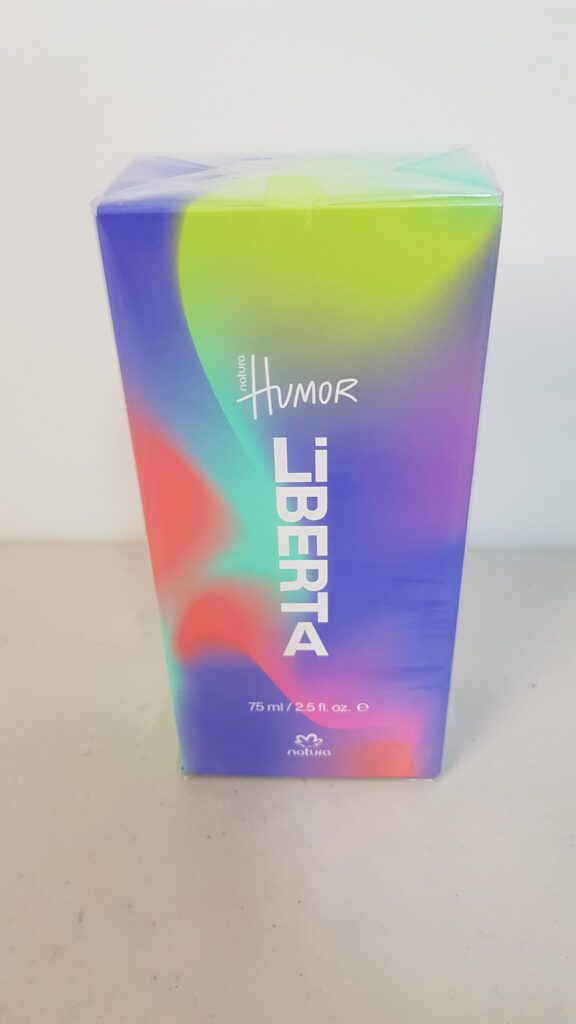 natura
HUMOR
LiBERTA
75 ml / 2.5 fl. oz. ℮
natura